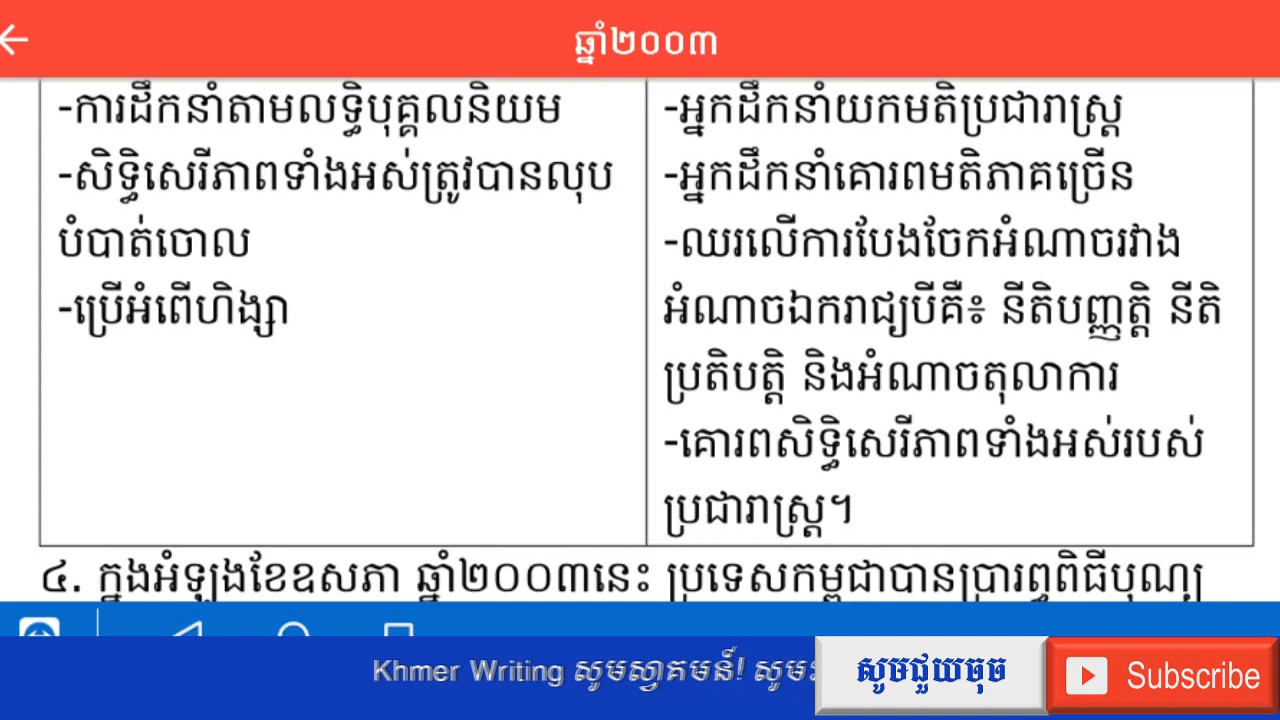 ឆ្នាំ២០០៣
-ការដឹកនាំតាមលទ្ធិបុគ្គលនិយម
-សិទ្ធិសេរីភាពទាំងអស់ត្រូវបានលុប
បំបាត់ចោល
-ប្រើអំពើហិង្សា
-អ្នកដឹកនាំយកមតិប្រជារាស្ត្រ
-អ្នកដឹកនាំគោរពមតិភាគច្រើន
-ឈរលើការបែងចែកអំណាចរវាង
អំណាចឯករាជ្យបីគឺ៖ នីតិបញ្ញត្តិ នីតិ
ប្រតិបត្តិ និងអំណាចតុលាការ
-គោរពសិទ្ធិសេរីភាពទាំងអស់របស់
ប្រជារាស្ត្រ។
៤. ក្នុងអំឡុងខែឧសភា ឆ្នាំ២០០៣នេះ ប្រទេសកម្ពុជាបានប្រារព្ធពិធីបុណ្យ
Khmer Writing សូមស្វាគមន៍! សូម
សូមជួយចុច
Subscribe